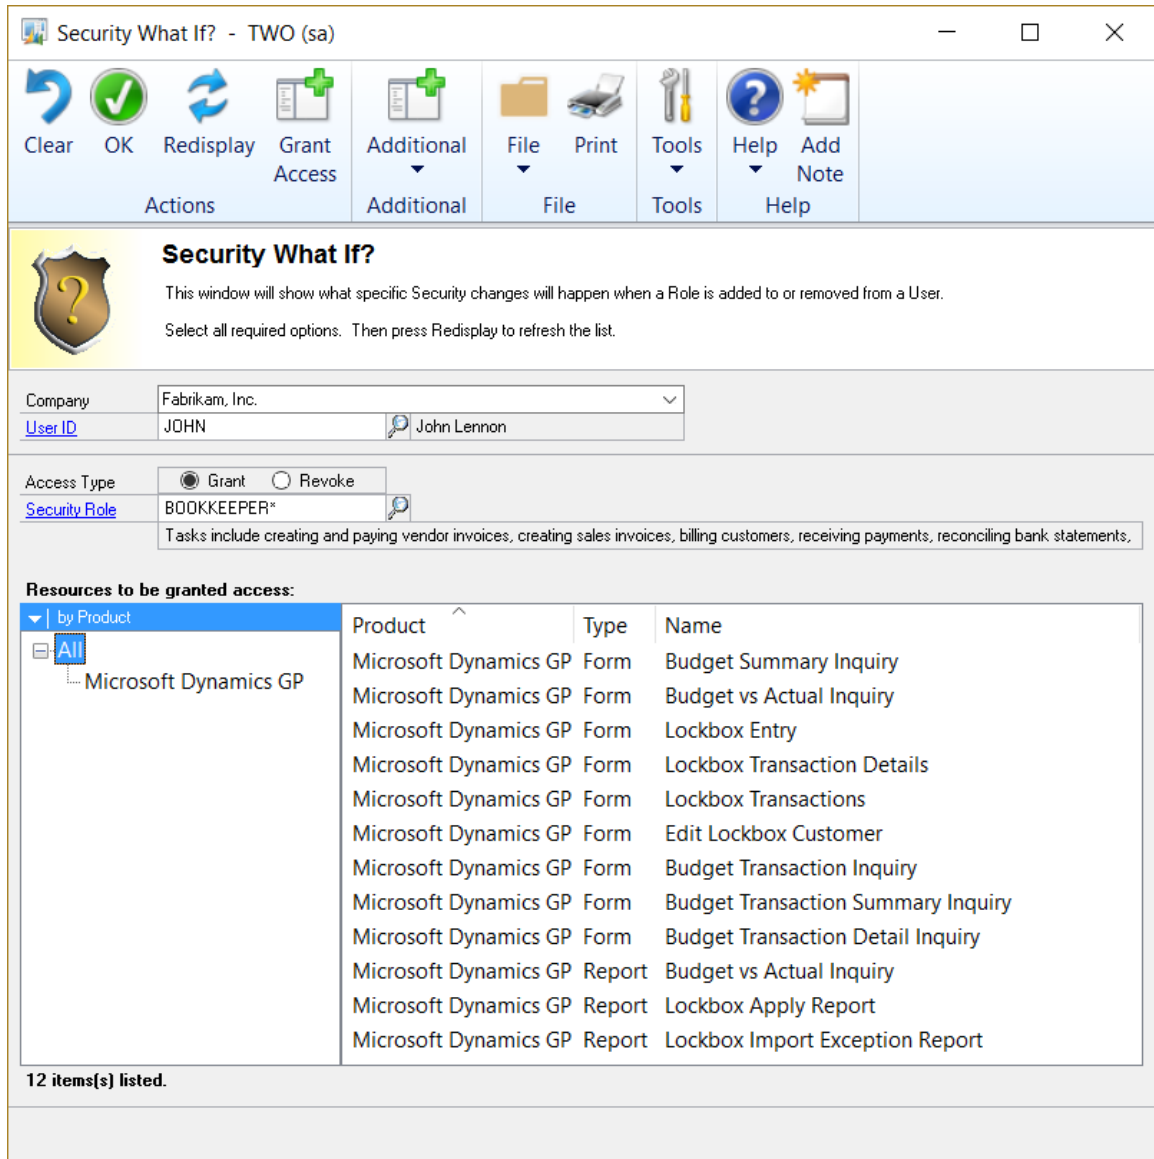 Security What If?  -  TWO (sa)
Clear OK Redisplay Grant Access Additional File Print Tools Help Add Note
Actions Additional File Tools Help
Security What If?
This window will show what specific Security changes will happen when a Role is added to or removed from a User.
Select all required options.  Then press Redisplay to refresh the list.
Company Fabrikam, Inc.
User ID JOHN John Lennon
Access Type Grant Revoke
Security Role BOOKKEEPER*
Tasks include creating and paying vendor invoices, creating sales invoices, billing customers, receiving payments, reconciling bank statements,
Resources to be granted access:
by Product
All
Microsoft Dynamics GP
Product Type Name
Microsoft Dynamics GP Form Budget Summary Inquiry
Microsoft Dynamics GP Form Budget vs Actual Inquiry
Microsoft Dynamics GP Form Lockbox Entry
Microsoft Dynamics GP Form Lockbox Transaction Details
Microsoft Dynamics GP Form Lockbox Transactions
Microsoft Dynamics GP Form Edit Lockbox Customer
Microsoft Dynamics GP Form Budget Transaction Inquiry
Microsoft Dynamics GP Form Budget Transaction Summary Inquiry
Microsoft Dynamics GP Form Budget Transaction Detail Inquiry
Microsoft Dynamics GP Report Budget vs Actual Inquiry
Microsoft Dynamics GP Report Lockbox Apply Report
Microsoft Dynamics GP Report Lockbox Import Exception Report
12 items(s) listed.